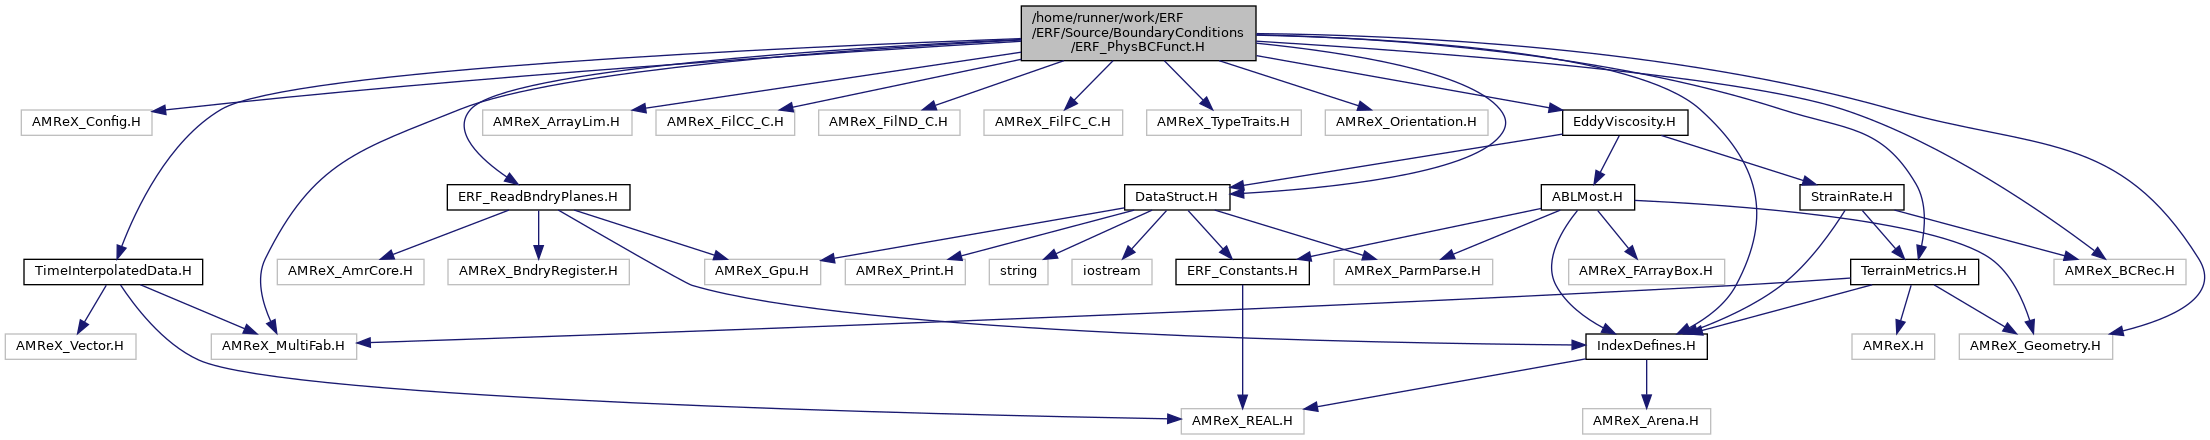 /home/runner/work/ERF
/ERF/Source/BoundaryConditions
/ERF_PhysBCFunct.H
AMReX_Config.H
AMReX_ArrayLim.H
AMReX_FilCC_C.H
AMReX_FilND_C.H
AMReX_FilFC_C.H
AMReX_TypeTraits.H
AMReX_Orientation.H
EddyViscosity.H
ERF_ReadBndryPlanes.H
DataStruct.H
ABLMost.H
StrainRate.H
TimeInterpolatedData.H
AMReX_AmrCore.H
AMReX_BndryRegister.H
AMReX_Gpu.H
AMReX_Print.H
string
iostream
ERF_Constants.H
AMReX_ParmParse.H
AMReX_FArrayBox.H
TerrainMetrics.H
AMReX_BCRec.H
AMReX_Vector.H
AMReX_MultiFab.H
IndexDefines.H
AMReX.H
AMReX_Geometry.H
AMReX_REAL.H
AMReX_Arena.H